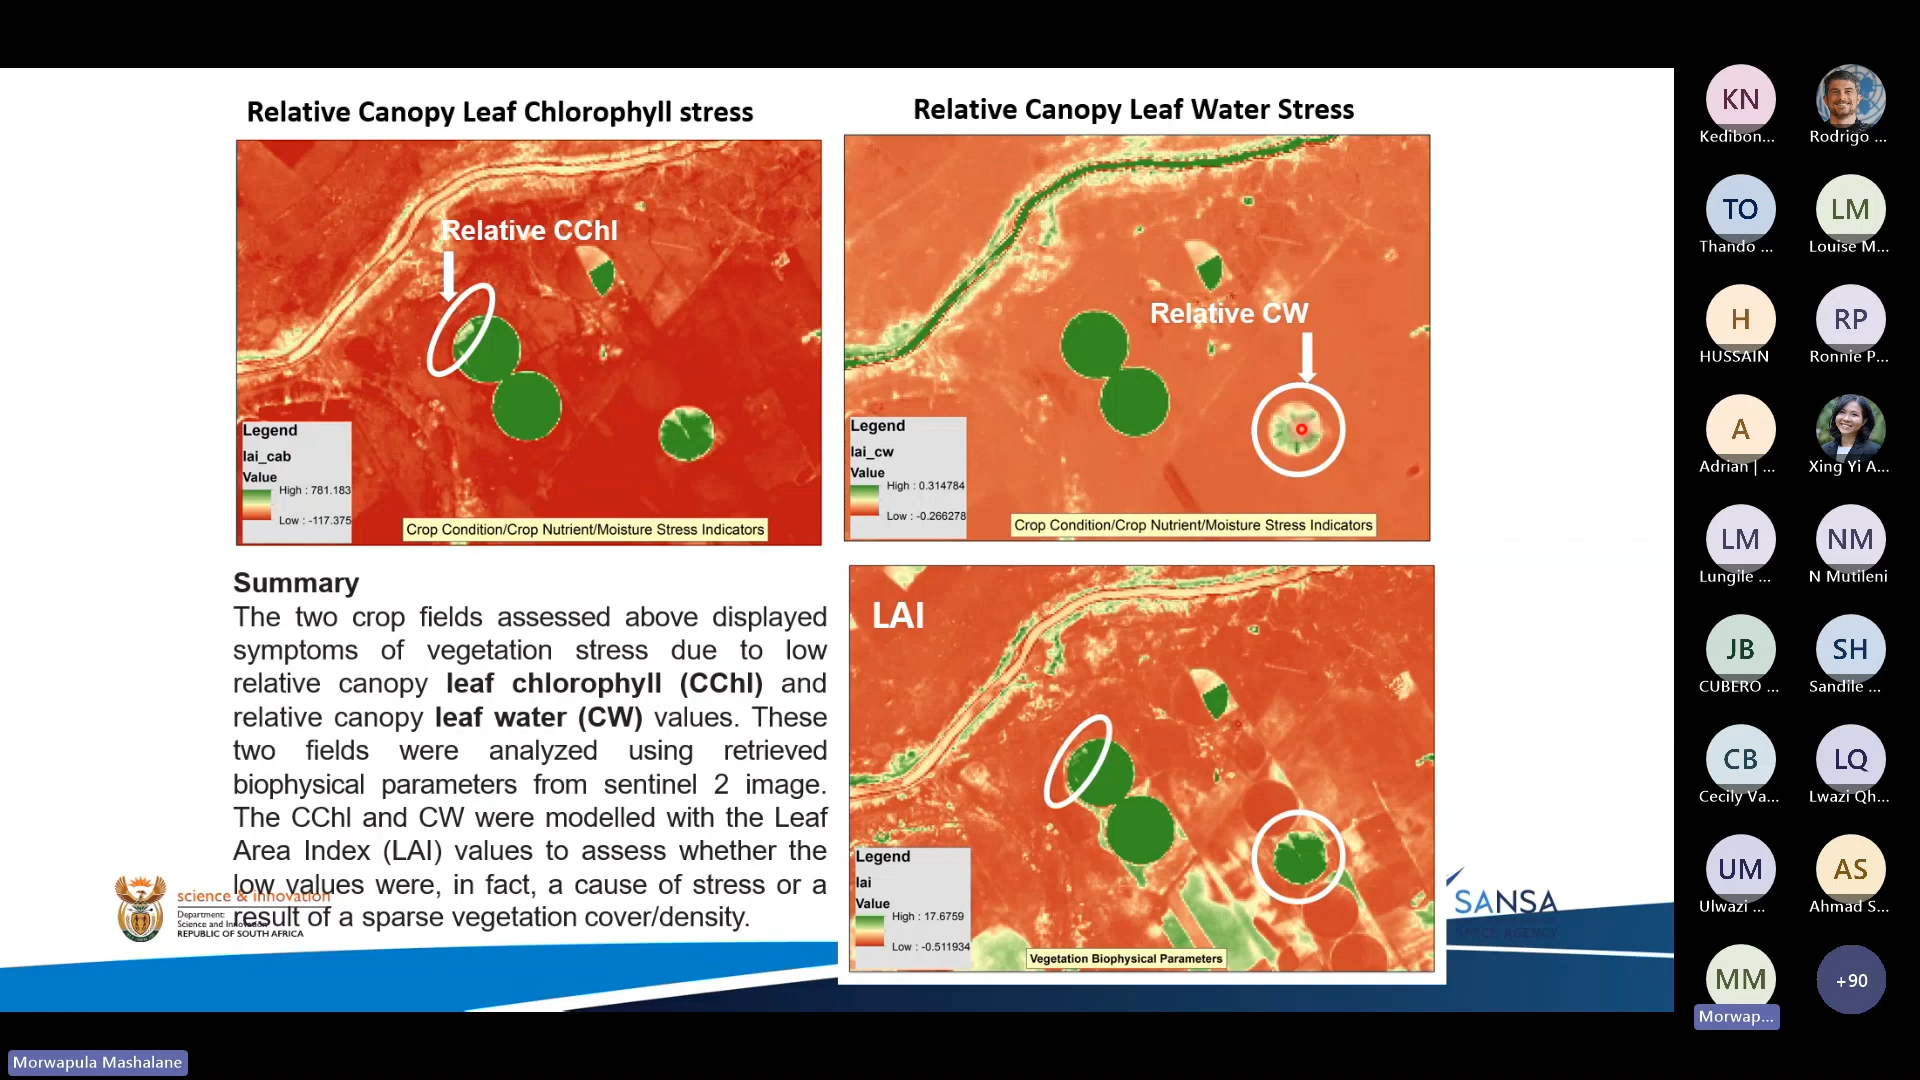 Relative Canopy Leaf Chlorophyll stress
Relative CChl
Legend
lai_cab
Value
High : 781.183
Low : -117.375
Crop Condition/Crop Nutrient/Moisture Stress Indicators
Relative Canopy Leaf Water Stress
Relative CW
Legend
lai_cw
Value
High : 0.314784
Low : -0.266278
Crop Condition/Crop Nutrient/Moisture Stress Indicators
Summary
The two crop fields assessed above displayed
symptoms of vegetation stress due to low
relative canopy leaf chlorophyll (CChl) and
relative canopy leaf water (CW) values. These
two fields were analyzed using retrieved
biophysical parameters from sentinel 2 image.
The CChl and CW were modelled with the Leaf
Area Index (LAI) values to assess whether the
low values were, in fact, a cause of stress or a
result of a sparse vegetation cover/density.
LAI
Legend
lai
Value
High : 17.6759
Low : -0.511934
Vegetation Biophysical Parameters
science & innovation
Department:
Science and Innovation
REPUBLIC OF SOUTH AFRICA
SANSA
SPACE AGENCY
KN
Kedibon...
Rodrigo ...
TO
Thando ...
LM
Louise M...
H
HUSSAIN
RP
Ronnie P...
A
Adrian | ...
Xing Yi A...
LM
Lungile ...
NM
N Mutileni
JB
CUBERO ...
SH
Sandile ...
CB
Cecily Va...
LQ
Lwazi Qh...
UM
Ulwazi ...
AS
Ahmad S...
MM
Morwap...
+90
Morwapula Mashalane